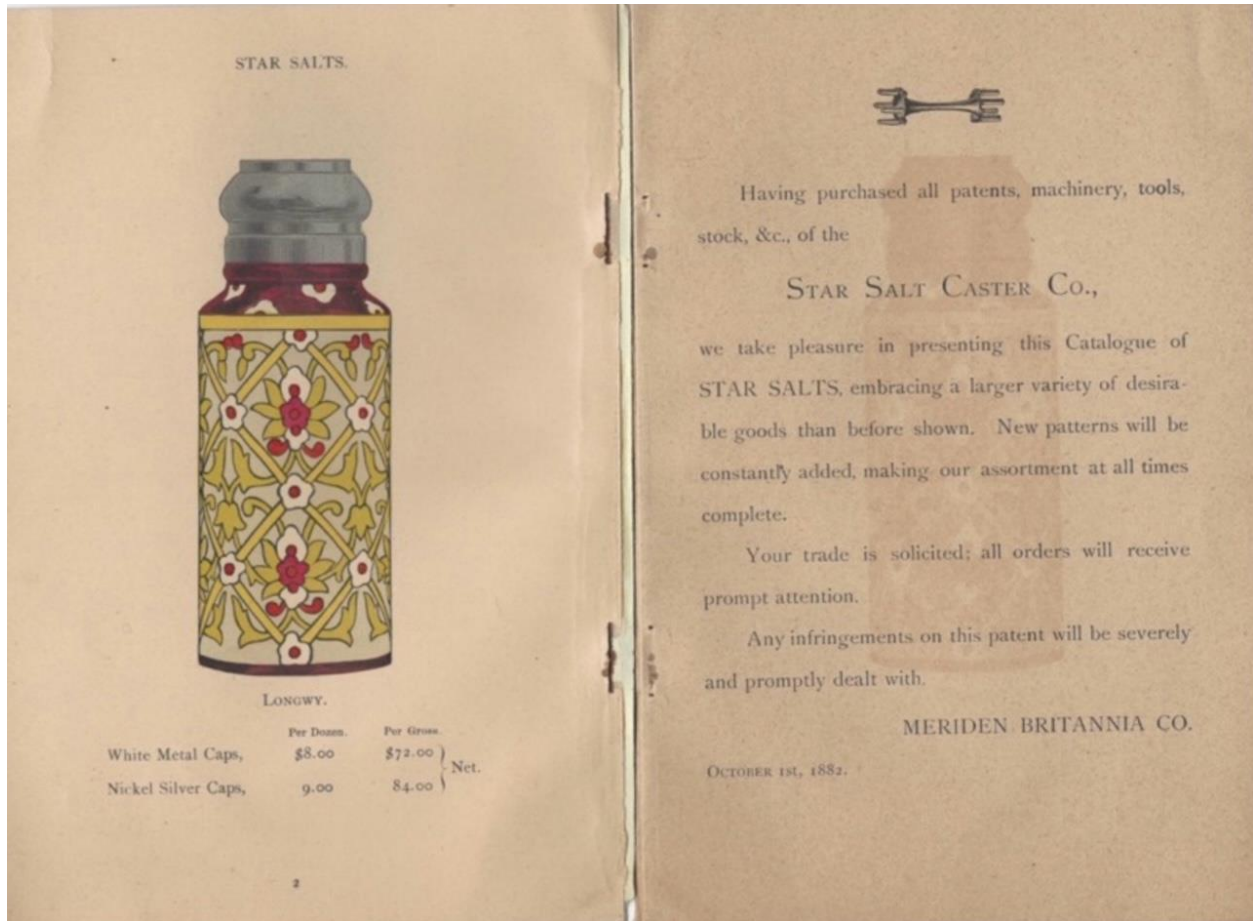 STAR SALTS.
LONGWY.
Per Dozen. Per Gross.
White Metal Caps, $8.00 $72.00
Net.
Nickel Silver Caps, 9.00 84.00
2
Having purchased all patents, machinery, tools,
stock, &c., of the
STAR SALT CASTER CO.,
we take pleasure in presenting this Catalogue of
STAR SALTS, embracing a larger variety of desira-
ble goods than before shown. New patterns will be
constantly added, making our assortment at all times
complete.
Your trade is solicited; all orders will receive
prompt attention.
Any infringements on this patent will be severely
and promptly dealt with.
MERIDEN BRITANNIA CO.
OCTOBER 1ST, 1882.